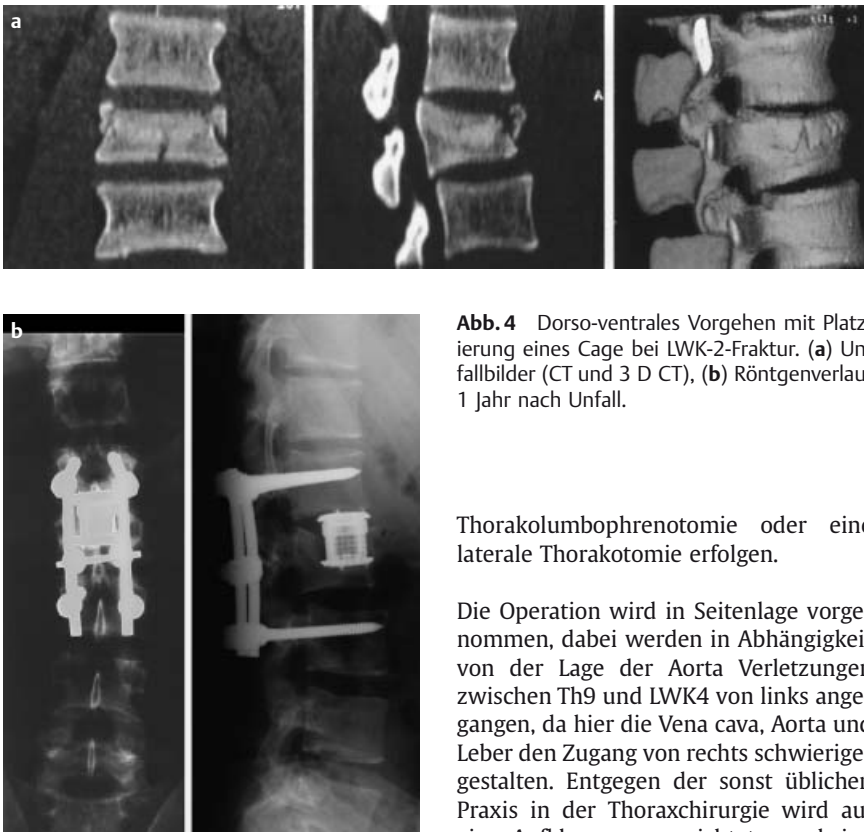 a
A
b
Abb. 4 Dorso-ventrales Vorgehen mit Platz
ierung eines Cage bei LWK-2-Fraktur. (a) Un
fallbilder (CT und 3 D CT), (b) Röntgenverlau
1 Jahr nach Unfall.
Thorakolumbophrenotomie oder eine
laterale Thorakotomie erfolgen.
Die Operation wird in Seitenlage vorge
nommen, dabei werden in Abhängigkei
von der Lage der Aorta Verletzungen
zwischen Th9 und LWK4 von links ange
gangen, da hier die Vena cava, Aorta und
Leber den Zugang von rechts schwierige
gestalten. Entgegen der sonst üblichen
Praxis in der Thoraxchirurgie wird au